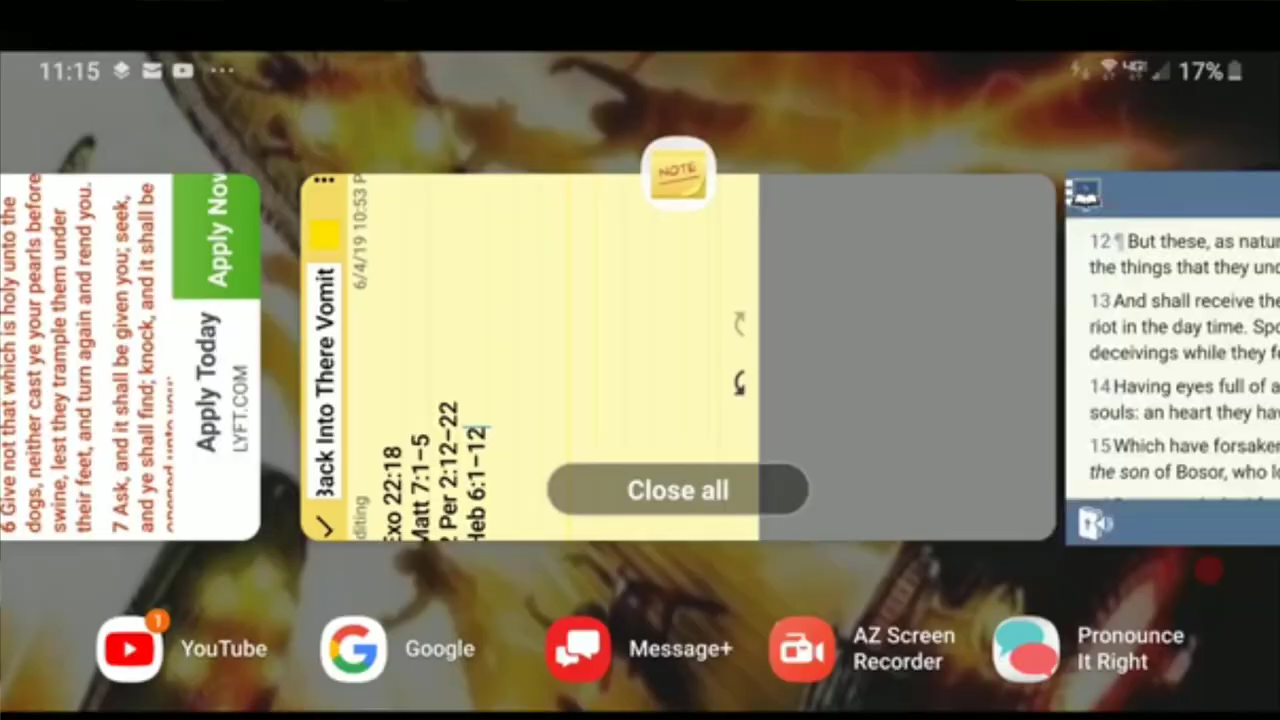 11:15
17%
6 Give not that which is holy unto the
dogs, neither cast ye your pearls before
swine, lest they trample them under
their feet, and turn again and rend you.
7 Ask, and it shall be given you; seek,
and ye shall find; knock, and it shall be
Apply Now
Apply Today
LYFT.COM
NOTE
Back Into There Vomit
6/4/19 10:53 P
diting
Exo 22:18
Matt 7:1-5
2 Per 2:12-22
Heb 6:1-12
Close all
12 ¶ But these, as natur
the things that they und
13 And shall receive the
riot in the day time. Spo
deceivings while they fe
14 Having eyes full of a
souls: an heart they hav
15 Which have forsaken
the son of Bosor, who lo
1
YouTube
Google
Message+
AZ Screen
Recorder
Pronounce
It Right